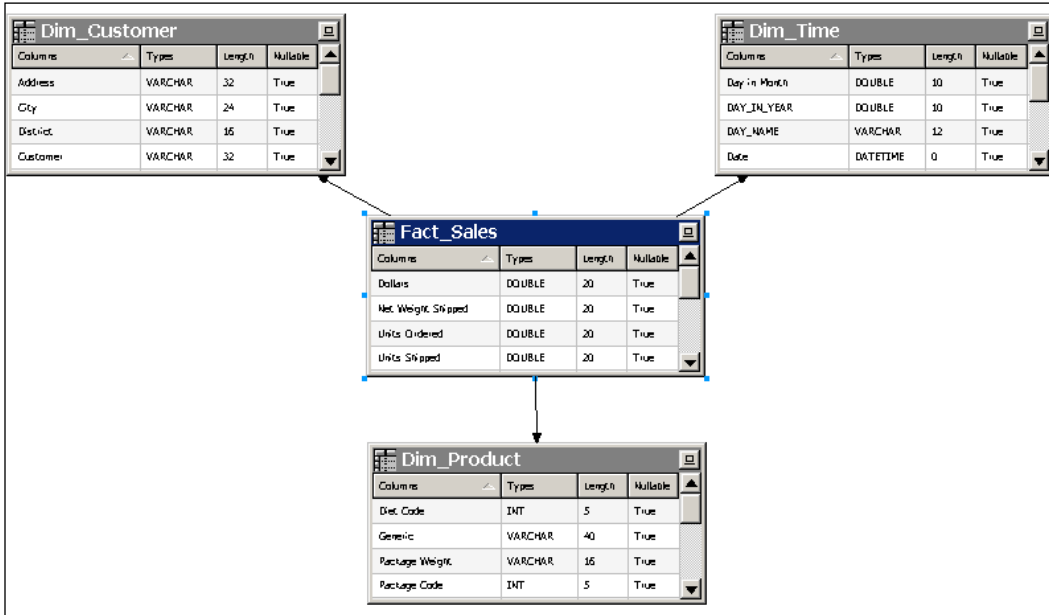 Dim_Customer
Columns Types Length Nullable
Address VARCHAR 32 True
City VARCHAR 24 True
District VARCHAR 16 True
Customer VARCHAR 32 True
Dim_Time
Columns Types Length Nullable
Day in Month DOUBLE 10 True
DAY_IN_YEAR DOUBLE 10 True
DAY_NAME VARCHAR 12 True
Date DATETIME 0 True
Fact_Sales
Columns Types Length Nullable
Dollars DOUBLE 20 True
Net Weight Shipped DOUBLE 20 True
Units Ordered DOUBLE 20 True
Units Shipped DOUBLE 20 True
Dim_Product
Columns Types Length Nullable
Diet Code INT 5 True
Generic VARCHAR 40 True
Package Weight VARCHAR 16 True
Package Code INT 5 True